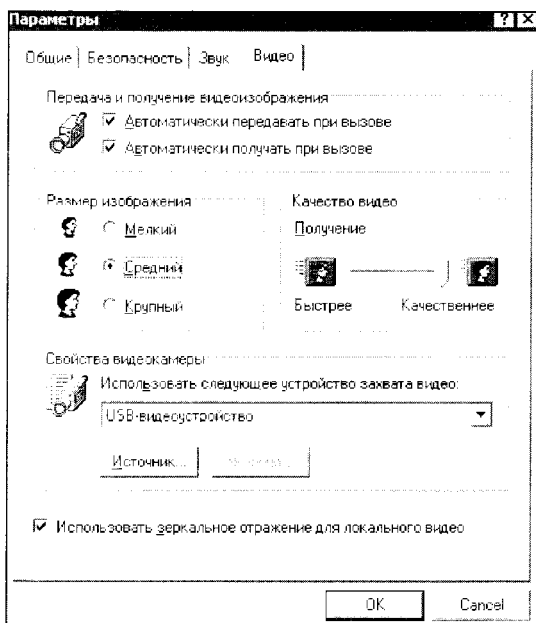 Параметры
Общие Безопасность Звук Видео
Передача и получение видеоизображения
Автоматически передавать при вызове
Автоматически получать при вызове
Размер изображения
Мелкий
Средний
Крупный
Качество видео
Получение
Быстрее Качественнее
Свойства видеокамеры
Использовать следующее устройство захвата видео:
USB-видеоустройство
Источник...
Использовать зеркальное отражение для локального видео
OK Cancel